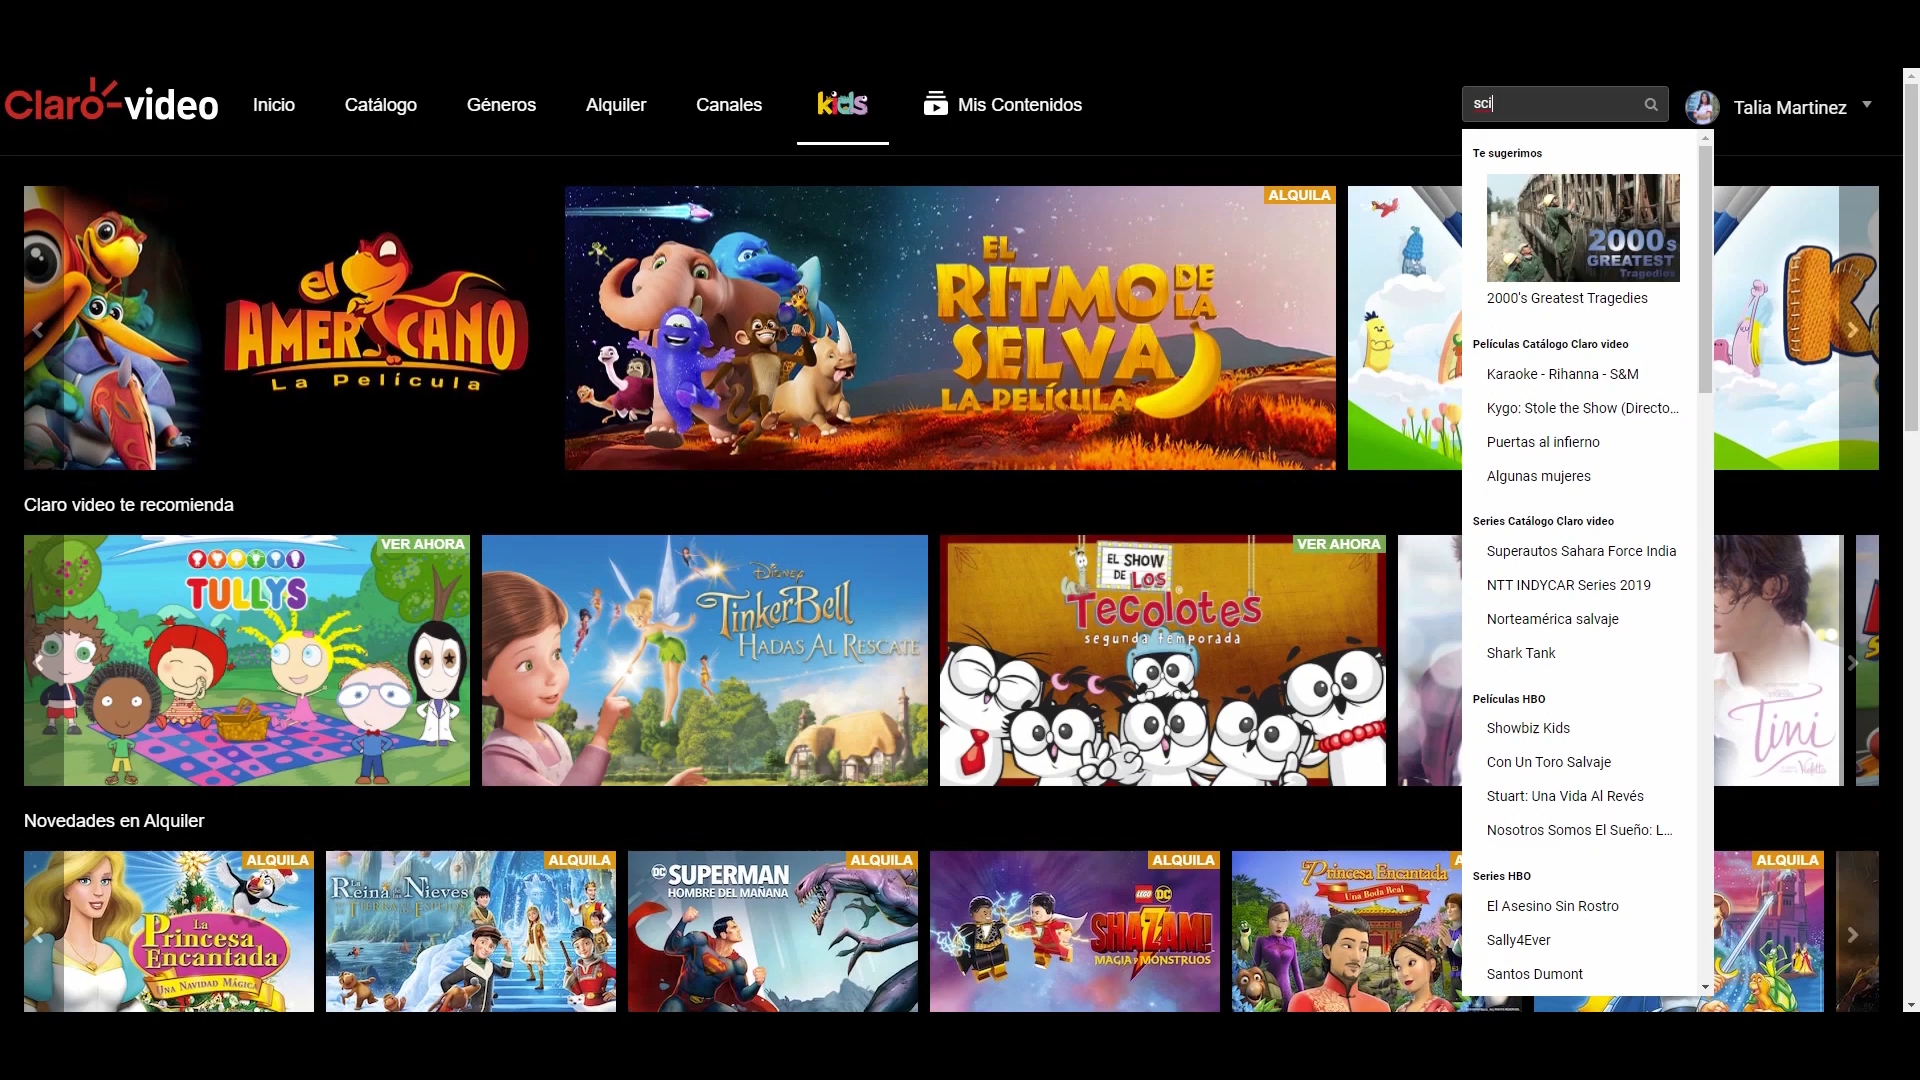 Claro-video
Inicio
Catálogo
Géneros
Alquiler
Canales
kids
Mis Contenidos
sci
Talia Martinez
Te sugerimos
2000s
GREATEST
Tragedies
2000's Greatest Tragedies
Películas Catálogo Claro video
Karaoke - Rihanna - S&M
Kygo: Stole the Show (Directo...
Puertas al infierno
Algunas mujeres
Series Catálogo Claro video
Superautos Sahara Force India
NTT INDYCAR Series 2019
Norteamérica salvaje
Shark Tank
Películas HBO
Showbiz Kids
Con Un Toro Salvaje
Stuart: Una Vida Al Revés
Nosotros Somos El Sueño: L...
Series HBO
El Asesino Sin Rostro
Sally4Ever
Santos Dumont
el
AMERICANO
La Película
ALQUILA
EL
RITMO DE
LA
SELVA
LA PELÍCULA
Claro video te recomienda
VER AHORA
TULLYS
DISNEY
TinkerBell
HADAS AL RESCATE
VER AHORA
EL SHOW
DE LOS
Tecolotes
segunda temporada
Tini
Violetta
Novedades en Alquiler
ALQUILA
La
Princesa
Encantada
UNA NAVIDAD MÁGICA
ALQUILA
La
Reina de las Nieves
ALQUILA
DC SUPERMAN
HOMBRE DEL MAÑANA
ALQUILA
LEGO DC
SHAZAM!
MAGIA Y MONSTRUOS
La Princesa Encantada
Una Boda Real
ALQUILA